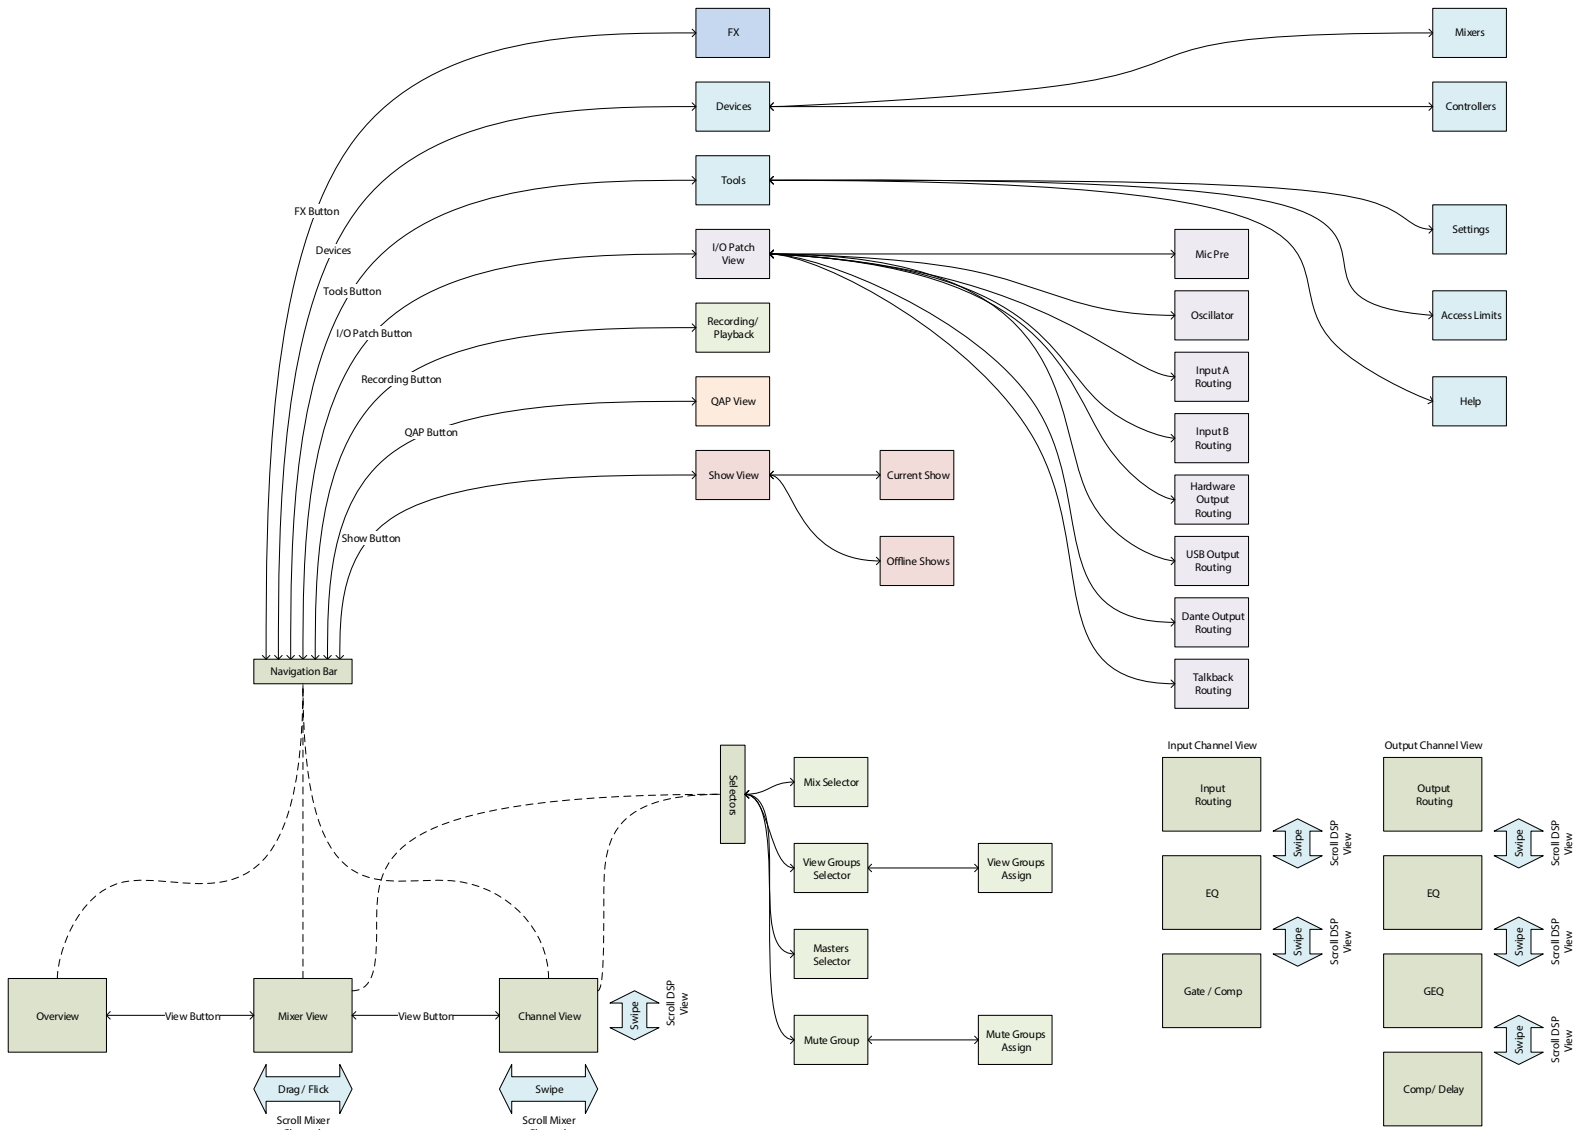 FX
Mixers
Devices
Controllers
Tools
FX Button
Settings
I/O Patch
View
Devices
Mic Pre
Tools Button
Oscillator
Access Limits
Recording/
Playback
I/O Patch Button
Input A
Routing
Recording Button
QAP View
Help
QAP Button
Input B
Routing
Show View
Current Show
Hardware
Output
Routing
Show Button
Offline Shows
USB Output
Routing
Dante Output
Routing
Navigation Bar
Talkback
Routing
Selectors
Mix Selector
View Groups
Selector
View Groups
Assign
Masters
Selector
Mute Group
Mute Groups
Assign
Overview
View Button
Mixer View
View Button
Channel View
Swipe
Scroll DSP
View
Drag / Flick
Scroll Mixer
Swipe
Scroll Mixer
Input Channel View
Input
Routing
Swipe
Scroll DSP
View
EQ
Swipe
Scroll DSP
View
Gate / Comp
Output Channel View
Output
Routing
Swipe
Scroll DSP
View
EQ
Swipe
Scroll DSP
View
GEQ
Swipe
Scroll DSP
View
Comp/ Delay